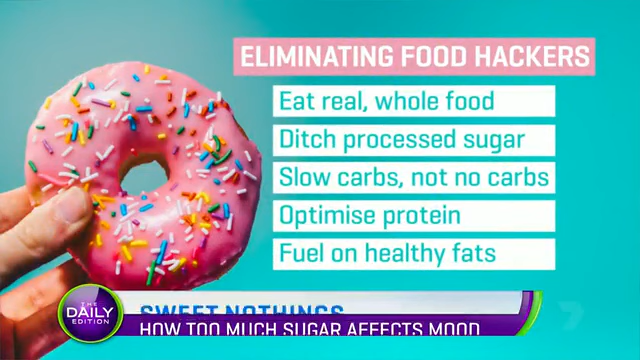 ELIMINATING FOOD HACKERS
Eat real, whole food
Ditch processed sugar
Slow carbs, not no carbs
Optimise protein
Fuel on healthy fats
THE
DAILY
EDITION
SWEET NOTHINGS
HOW TOO MUCH SUGAR AFFECTS MOOD
7